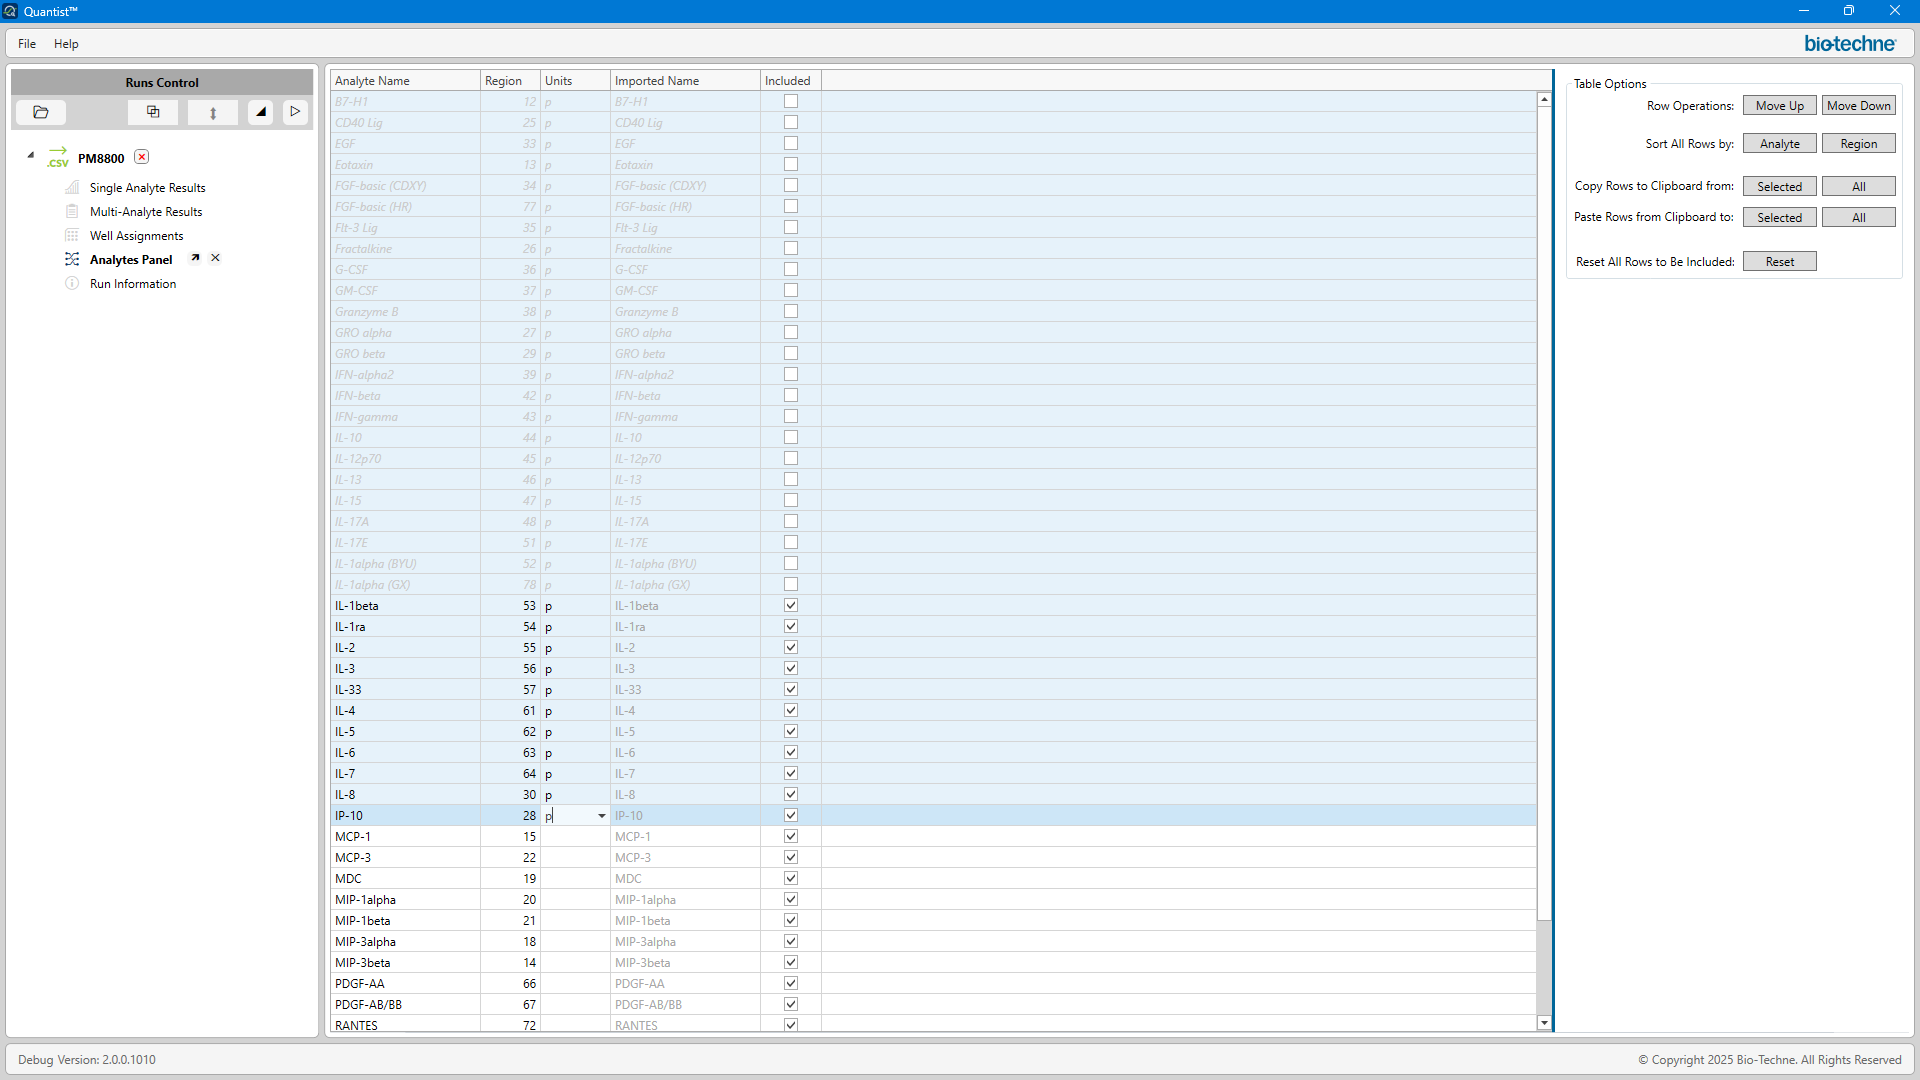 Quantist™
File Help
bio-techne
Runs Control
.CSV PM8800
Single Analyte Results
Multi-Analyte Results
Well Assignments
Analytes Panel
Run Information
Analyte Name Region Units Imported Name Included
B7-H1 12 p B7-H1
CD40 Lig 25 p CD40 Lig
EGF 33 p EGF
Eotaxin 13 p Eotaxin
FGF-basic (CDXY) 34 p FGF-basic (CDXY)
FGF-basic (HR) 77 p FGF-basic (HR)
Flt-3 Lig 35 p Flt-3 Lig
Fractalkine 26 p Fractalkine
G-CSF 36 p G-CSF
GM-CSF 37 p GM-CSF
Granzyme B 38 p Granzyme B
GRO alpha 27 p GRO alpha
GRO beta 29 p GRO beta
IFN-alpha2 39 p IFN-alpha2
IFN-beta 42 p IFN-beta
IFN-gamma 43 p IFN-gamma
IL-10 44 p IL-10
IL-12p70 45 p IL-12p70
IL-13 46 p IL-13
IL-15 47 p IL-15
IL-17A 48 p IL-17A
IL-17E 51 p IL-17E
IL-1alpha (BYU) 52 p IL-1alpha (BYU)
IL-1alpha (GX) 78 p IL-1alpha (GX)
IL-1beta 53 p IL-1beta
IL-1ra 54 p IL-1ra
IL-2 55 p IL-2
IL-3 56 p IL-3
IL-33 57 p IL-33
IL-4 61 p IL-4
IL-5 62 p IL-5
IL-6 63 p IL-6
IL-7 64 p IL-7
IL-8 30 p IL-8
IP-10 28 p IP-10
MCP-1 15 MCP-1
MCP-3 22 MCP-3
MDC 19 MDC
MIP-1alpha 20 MIP-1alpha
MIP-1beta 21 MIP-1beta
MIP-3alpha 18 MIP-3alpha
MIP-3beta 14 MIP-3beta
PDGF-AA 66 PDGF-AA
PDGF-AB/BB 67 PDGF-AB/BB
RANTES 72 RANTES
Table Options
Row Operations: Move Up Move Down
Sort All Rows by: Analyte Region
Copy Rows to Clipboard from: Selected All
Paste Rows from Clipboard to: Selected All
Reset All Rows to Be Included: Reset
Debug Version: 2.0.0.1010
© Copyright 2025 Bio-Techne. All Rights Reserved